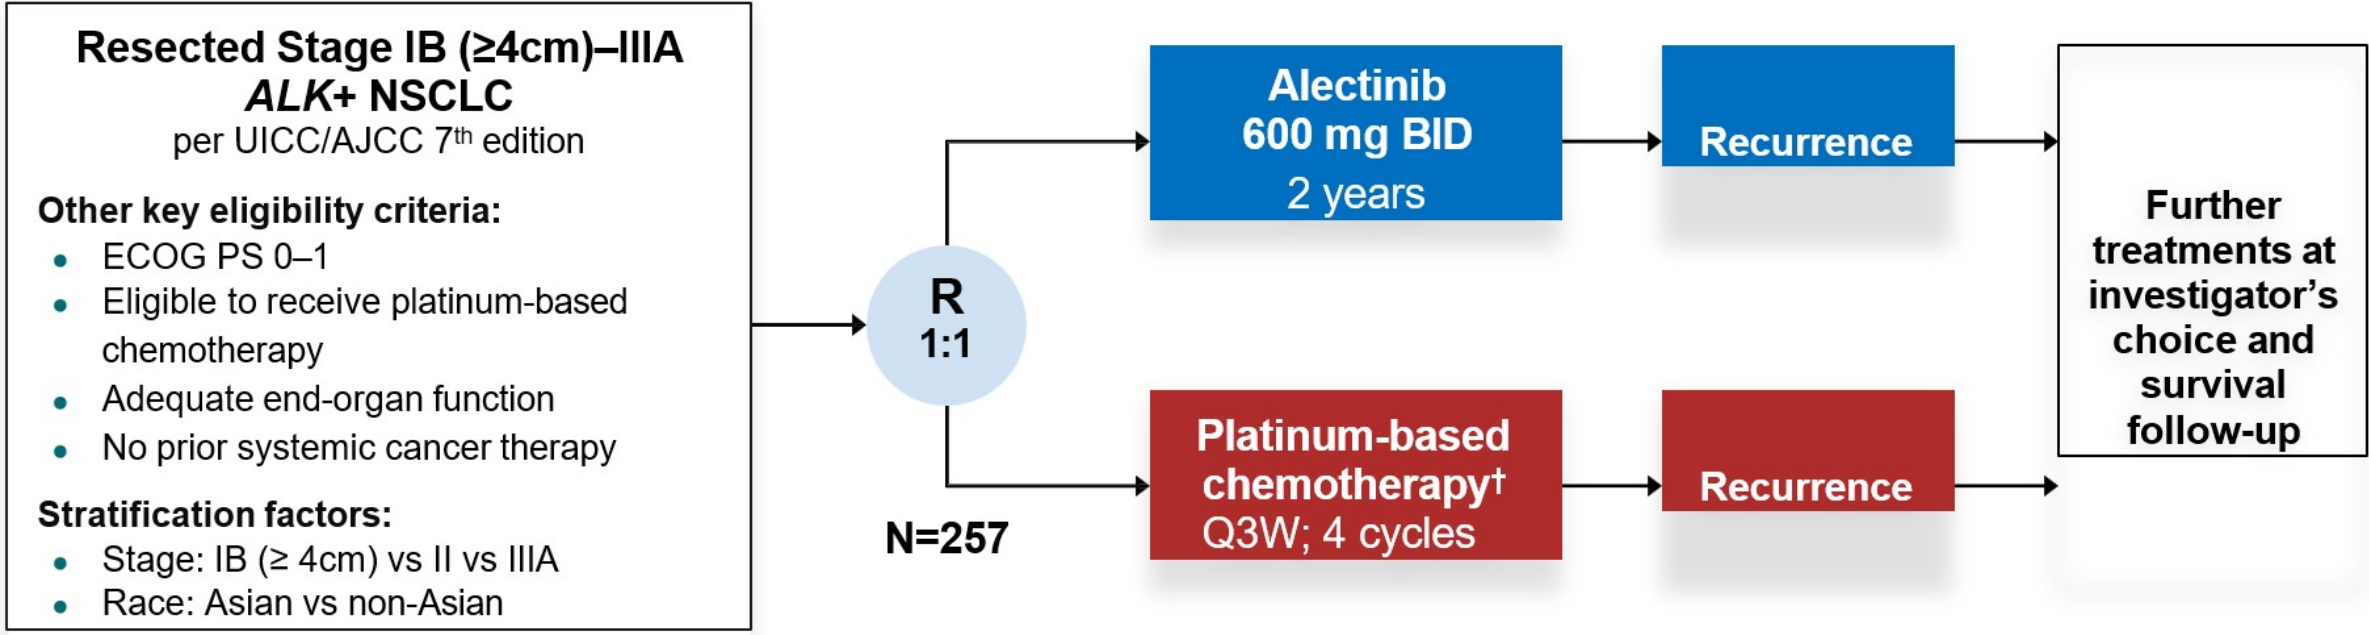 Resected Stage IB (≥4cm)–IIIA
ALK+ NSCLC
per UICC/AJCC 7th edition
Other key eligibility criteria:
• ECOG PS 0–1
• Eligible to receive platinum-based
chemotherapy
• Adequate end-organ function
• No prior systemic cancer therapy
Stratification factors:
• Stage: IB (≥ 4cm) vs II vs IIIA
• Race: Asian vs non-Asian
R
1:1
N=257
Alectinib
600 mg BID
2 years
Recurrence
Platinum-based
chemotherapy†
Q3W; 4 cycles
Recurrence
Further
treatments at
investigator’s
choice and
survival
follow-up